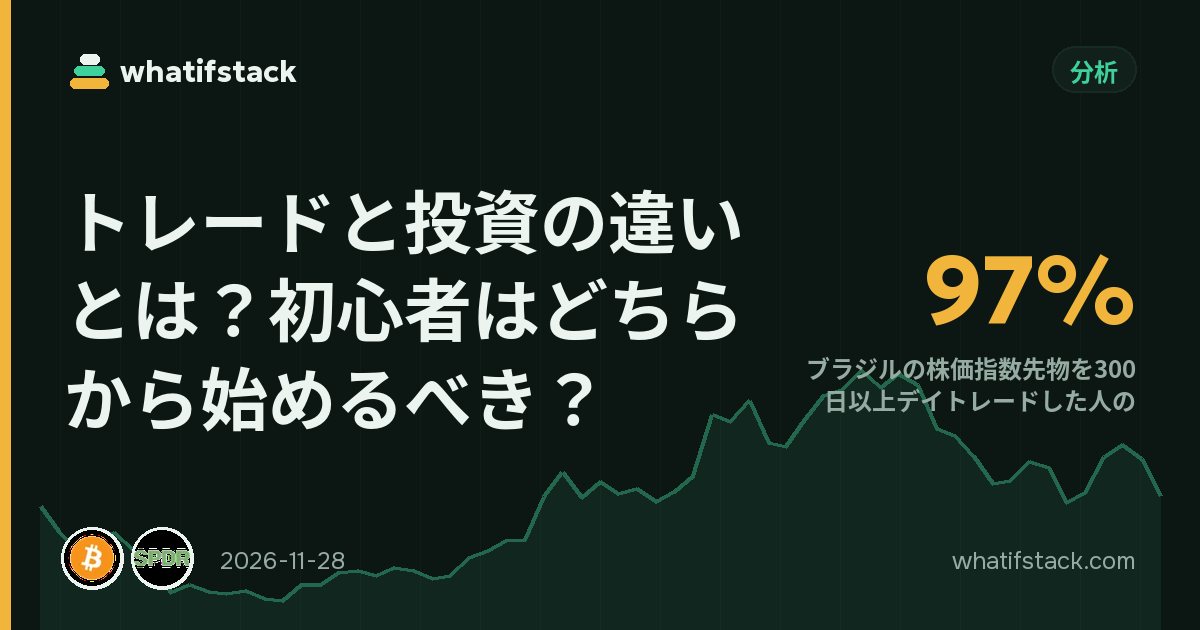 whatifstack
分析
トレードと投資の違い
とは？初心者はどちら
から始めるべき？
97%
ブラジルの株価指数先物を300
日以上デイトレードした人の
SPDR
2026-11-28
whatifstack.com